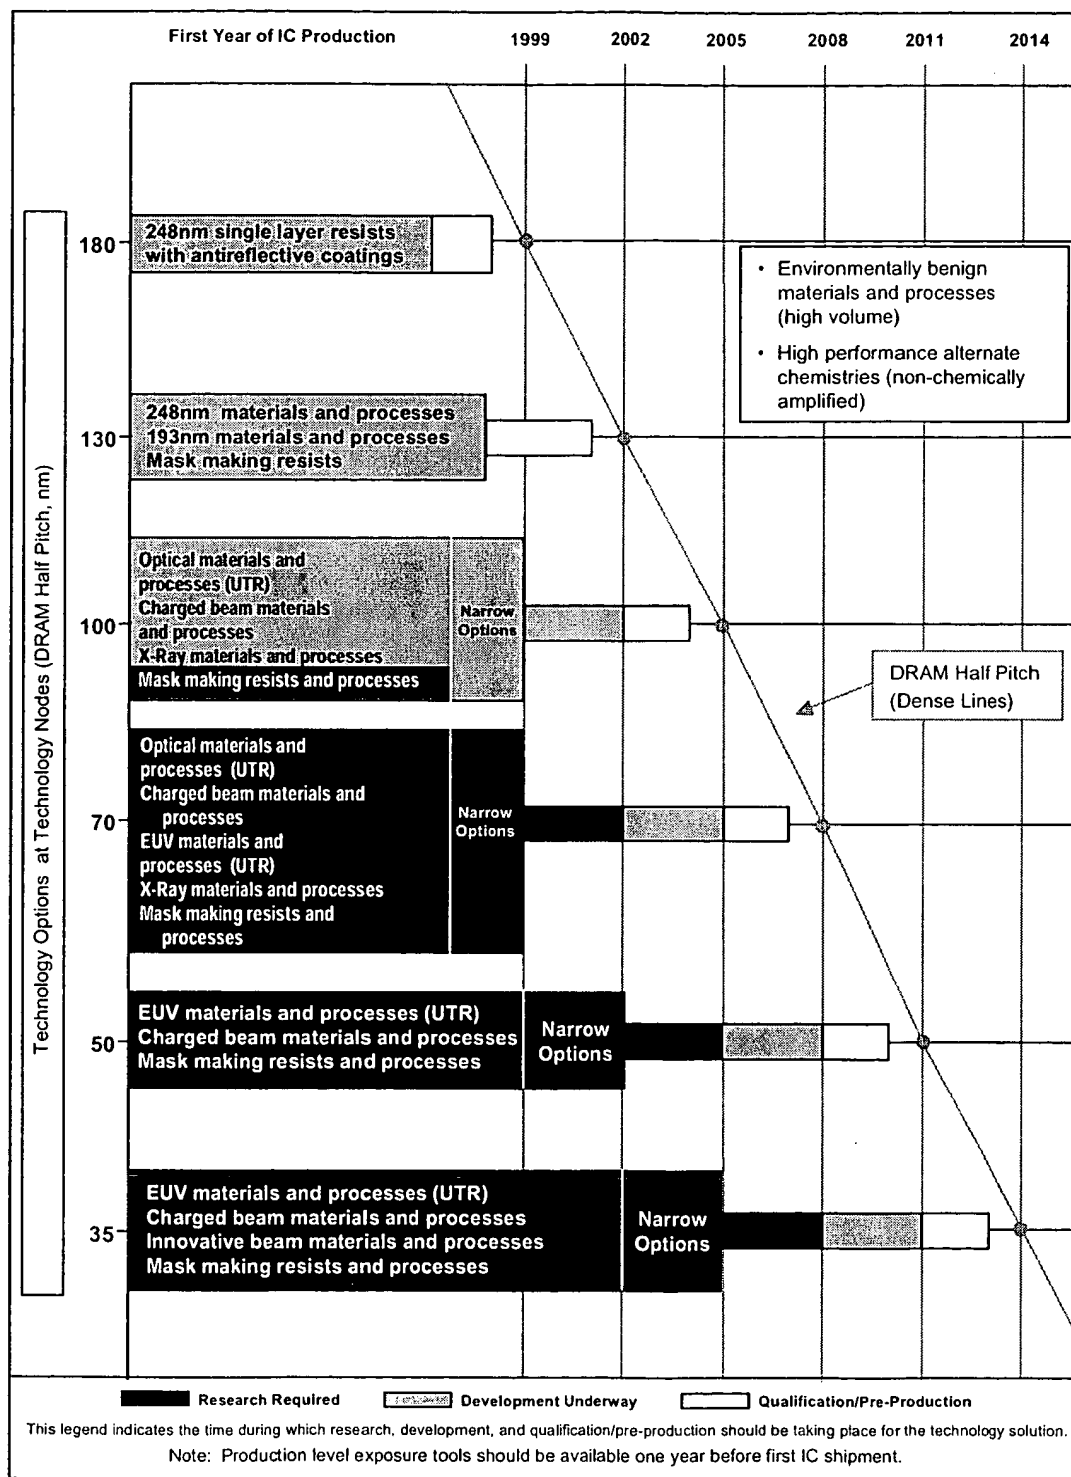 First Year of IC Production
1999
2002
2005
2008
2011
2014
Technology Options at Technology Nodes (DRAM Half Pitch, nm)
180
248nm single layer resists
with antireflective coatings
• Environmentally benign
materials and processes
(high volume)
• High performance alternate
chemistries (non-chemically
amplified)
130
248nm materials and processes
193nm materials and processes
Mask making resists
100
Optical materials and
processes (UTR)
Charged beam materials
and processes
X-Ray materials and processes
Mask making resists and processes
Narrow
Options
DRAM Half Pitch
(Dense Lines)
70
Optical materials and
processes (UTR)
Charged beam materials and
processes
EUV materials and
processes (UTR)
X-Ray materials and processes
Mask making resists and
processes
Narrow
Options
50
EUV materials and processes (UTR)
Charged beam materials and processes
Mask making resists and processes
Narrow
Options
35
EUV materials and processes (UTR)
Charged beam materials and processes
Innovative beam materials and processes
Mask making resists and processes
Narrow
Options
Research Required
Development Underway
Qualification/Pre-Production
This legend indicates the time during which research, development, and qualification/pre-production should be taking place for the technology solution.
Note: Production level exposure tools should be available one year before first IC shipment.